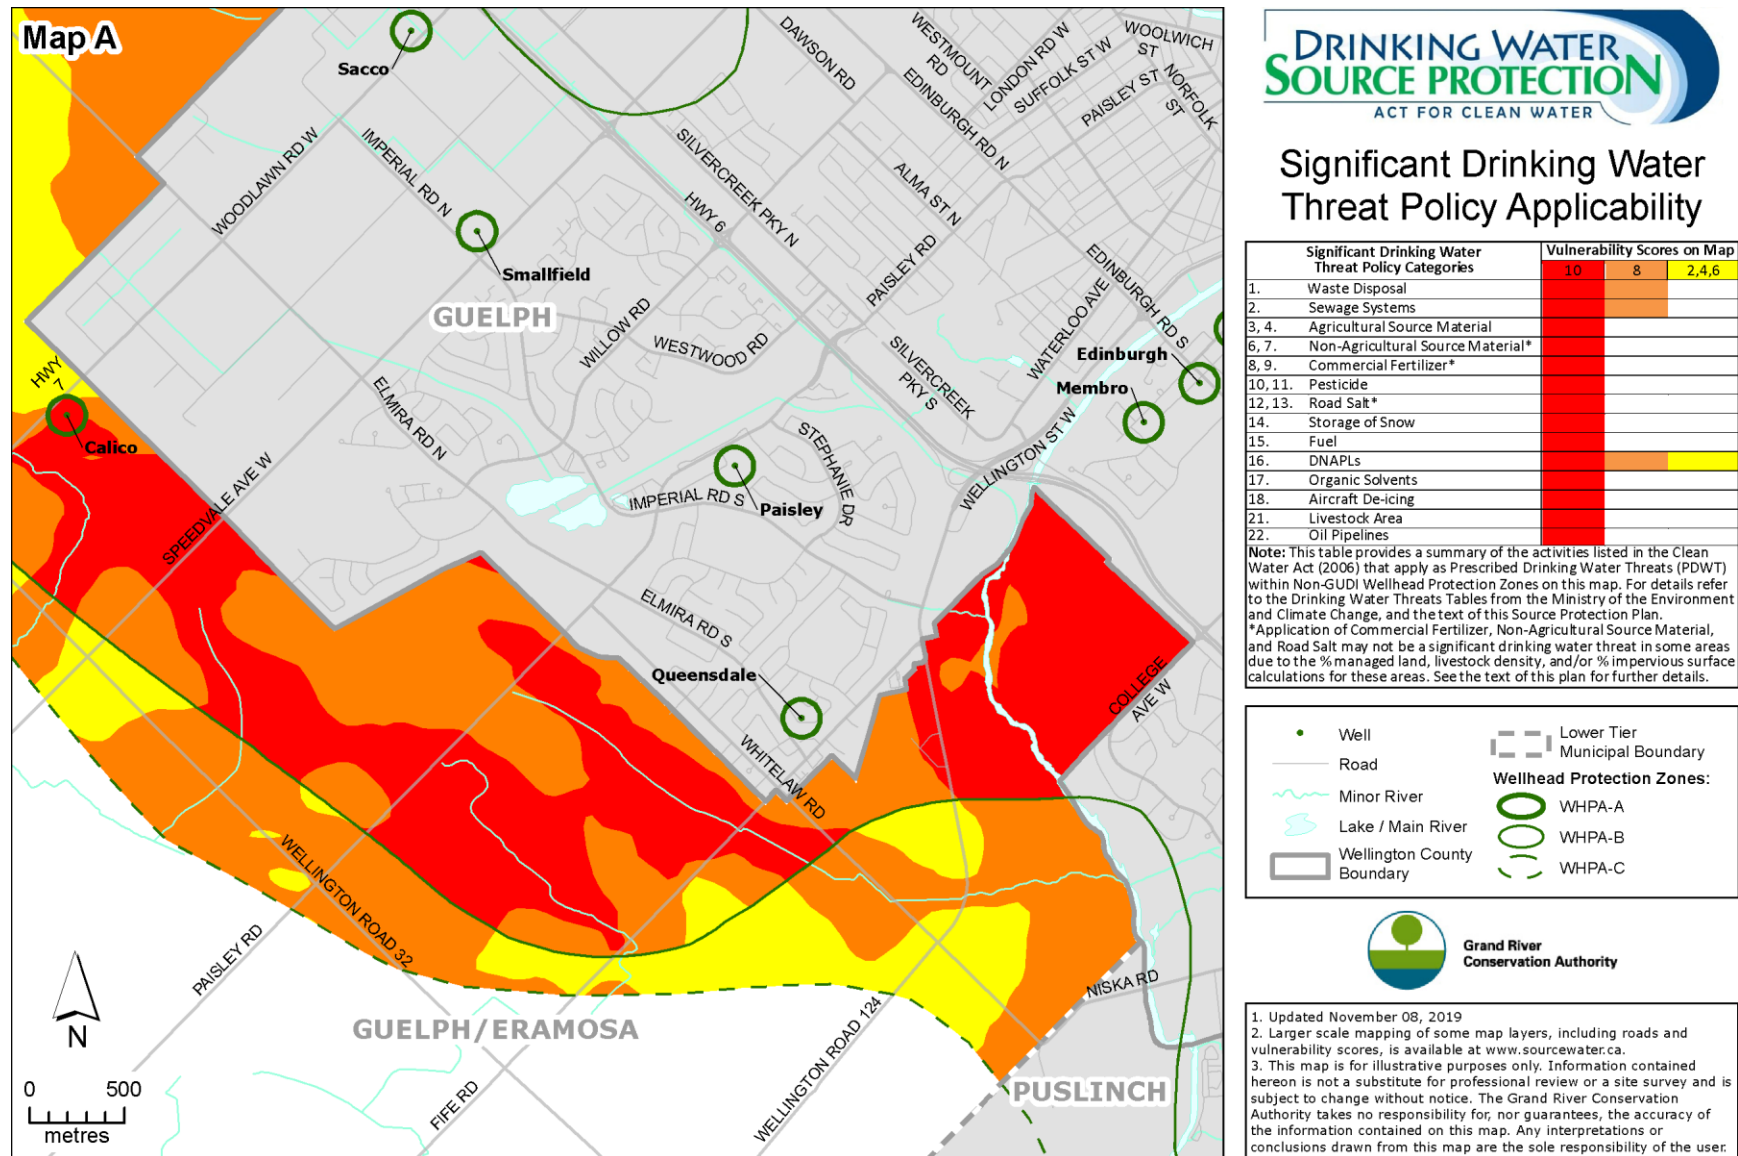 Map A
Sacco
WOODLAWN RD W
IMPERIAL RD N
Smallfield
GUELPH
DAWSON RD
WESTMOUNT
RD
LONDON RD W
WOOLWICH
ST
SUFFOLK ST W
PAISLEY ST
NORFOLK
ST
EDINBURGH RD N
SILVERCREEK PKY N
HWY 6
ALMA ST N
PAISLEY RD
EDINBURGH RD S
WATERLOO AVE
WILLOW RD
WESTWOOD RD
SILVERCREEK
PKY S
Edinburgh
Membro
HWY
7
Calico
ELMIRA RD N
SPEEDVALE AVE W
STEPHANIE DR
WELLINGTON ST W
IMPERIAL RD S
Paisley
ELMIRA RD S
Queensdale
COLLEGE
AVE W
WHITELAW RD
WELLINGTON ROAD 32
PAISLEY RD
NISKA RD
GUELPH/ERAMOSA
WELLINGTON ROAD 124
FIFE RD
PUSLINCH
N
0 500
metres
DRINKING WATER
SOURCE PROTECTION
ACT FOR CLEAN WATER
Significant Drinking Water
Threat Policy Applicability
Significant Drinking Water
Threat Policy Categories
Vulnerability Scores on Map
10 8 2,4,6
1. Waste Disposal
2. Sewage Systems
3, 4. Agricultural Source Material
6, 7. Non-Agricultural Source Material*
8, 9. Commercial Fertilizer*
10, 11. Pesticide
12, 13. Road Salt*
14. Storage of Snow
15. Fuel
16. DNAPLs
17. Organic Solvents
18. Aircraft De-icing
21. Livestock Area
22. Oil Pipelines
Note: This table provides a summary of the activities listed in the Clean
Water Act (2006) that apply as Prescribed Drinking Water Threats (PDWT)
within Non-GUDI Wellhead Protection Zones on this map. For details refer
to the Drinking Water Threats Tables from the Ministry of the Environment
and Climate Change, and the text of this Source Protection Plan.
*Application of Commercial Fertilizer, Non-Agricultural Source Material,
and Road Salt may not be a significant drinking water threat in some areas
due to the % managed land, livestock density, and/or % impervious surface
calculations for these areas. See the text of this plan for further details.
Well
Road
Minor River
Lake / Main River
Wellington County
Boundary
Lower Tier
Municipal Boundary
Wellhead Protection Zones:
WHPA-A
WHPA-B
WHPA-C
Grand River
Conservation Authority
1. Updated November 08, 2019
2. Larger scale mapping of some map layers, including roads and
vulnerability scores, is available at www.sourcewater.ca.
3. This map is for illustrative purposes only. Information contained
hereon is not a substitute for professional review or a site survey and is
subject to change without notice. The Grand River Conservation
Authority takes no responsibility for, nor guarantees, the accuracy of
the information contained on this map. Any interpretations or
conclusions drawn from this map are the sole responsibility of the user.